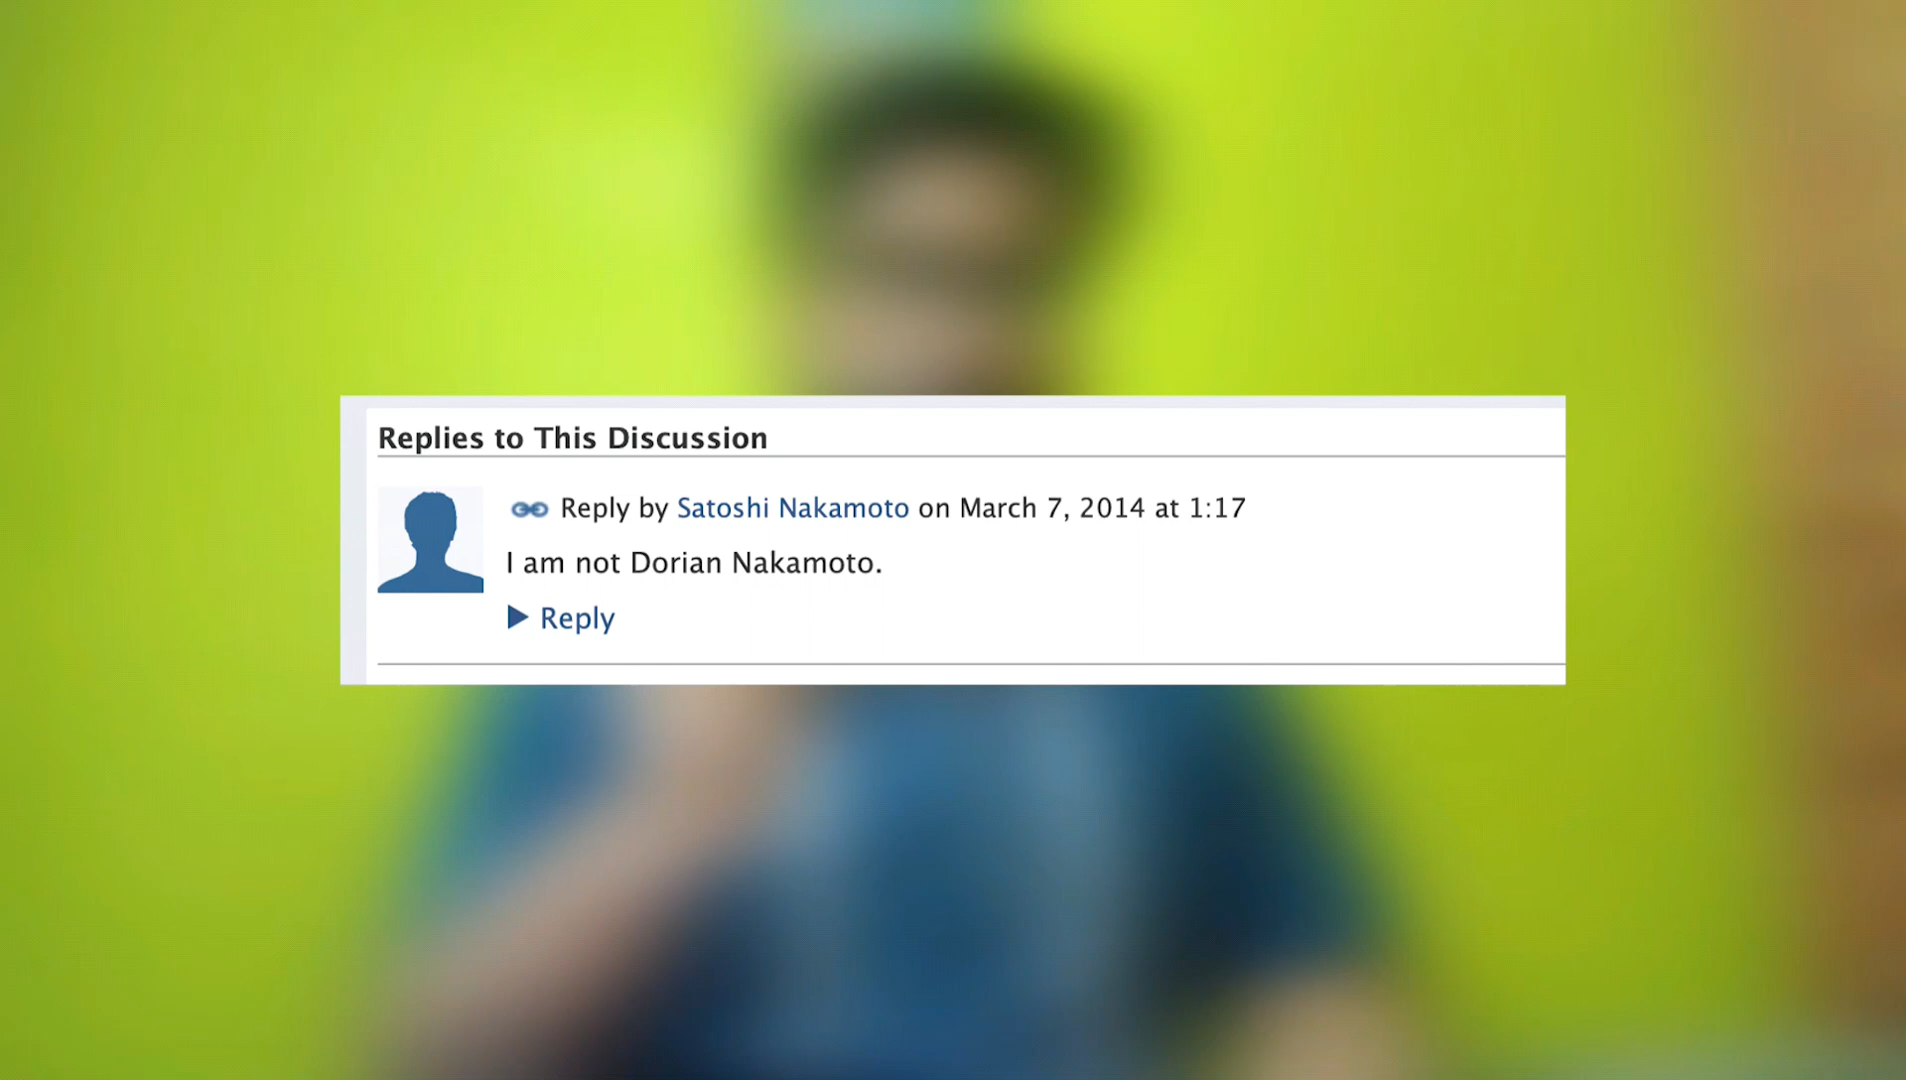 Replies to This Discussion
Reply by Satoshi Nakamoto on March 7, 2014 at 1:17
I am not Dorian Nakamoto.
Reply